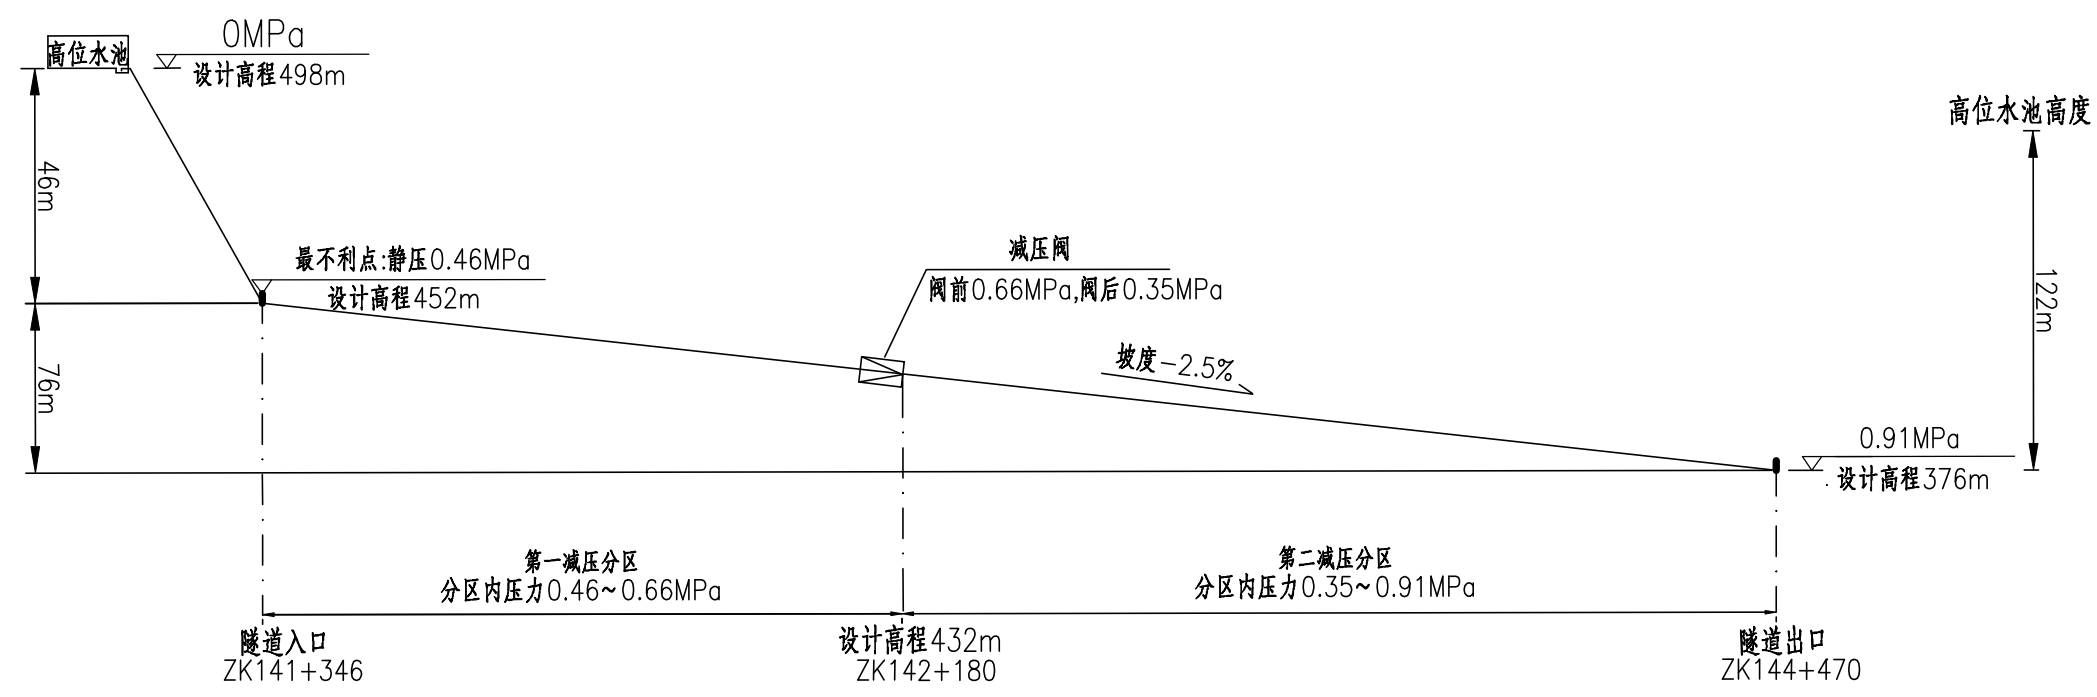 0MPa
高位水池
设计高程498m
高位水池高度
46m
最不利点:静压0.46MPa
设计高程452m
减压阀
阀前0.66MPa,阀后0.35MPa
122m
坡度-2.5%
76m
0.91MPa
设计高程376m
第一减压分区
分区内压力0.46~0.66MPa
第二减压分区
分区内压力0.35~0.91MPa
隧道入口
ZK141+346
设计高程432m
ZK142+180
隧道出口
ZK144+470